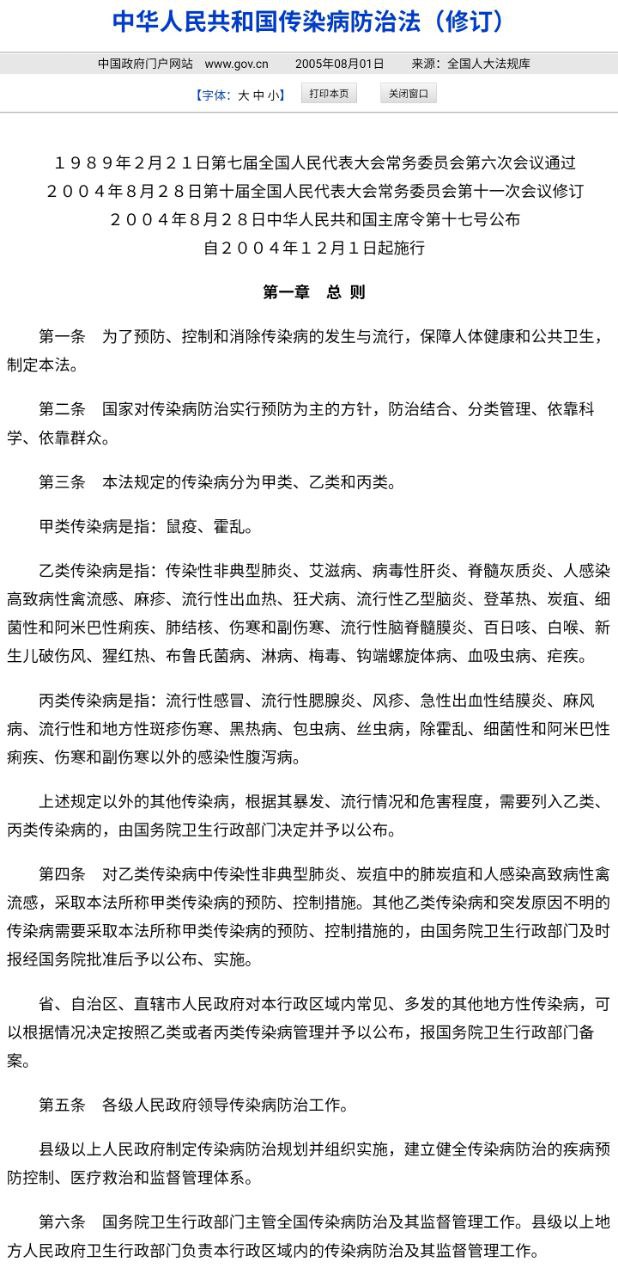 中华人民共和国传染病防治法（修订）
中国政府门户网站 www.gov.cn 2005年08月01日 来源：全国人大法规库
【字体：大 中 小】 打印本页 关闭窗口
１９８９年２月２１日第七届全国人民代表大会常务委员会第六次会议通过
２００４年８月２８日第十届全国人民代表大会常务委员会第十一次会议修订
２００４年８月２８日中华人民共和国主席令第十七号公布
自２００４年１２月１日起施行
第一章　总 则
第一条　为了预防、控制和消除传染病的发生与流行，保障人体健康和公共卫生，
制定本法。
第二条　国家对传染病防治实行预防为主的方针，防治结合、分类管理、依靠科
学、依靠群众。
第三条　本法规定的传染病分为甲类、乙类和丙类。
甲类传染病是指：鼠疫、霍乱。
乙类传染病是指：传染性非典型肺炎、艾滋病、病毒性肝炎、脊髓灰质炎、人感染
高致病性禽流感、麻疹、流行性出血热、狂犬病、流行性乙型脑炎、登革热、炭疽、细
菌性和阿米巴性痢疾、肺结核、伤寒和副伤寒、流行性脑脊髓膜炎、百日咳、白喉、新
生儿破伤风、猩红热、布鲁氏菌病、淋病、梅毒、钩端螺旋体病、血吸虫病、疟疾。
丙类传染病是指：流行性感冒、流行性腮腺炎、风疹、急性出血性结膜炎、麻风
病、流行性和地方性斑疹伤寒、黑热病、包虫病、丝虫病，除霍乱、细菌性和阿米巴性
痢疾、伤寒和副伤寒以外的感染性腹泻病。
上述规定以外的其他传染病，根据其暴发、流行情况和危害程度，需要列入乙类、
丙类传染病的，由国务院卫生行政部门决定并予以公布。
第四条　对乙类传染病中传染性非典型肺炎、炭疽中的肺炭疽和人感染高致病性禽
流感，采取本法所称甲类传染病的预防、控制措施。其他乙类传染病和突发原因不明的
传染病需要采取本法所称甲类传染病的预防、控制措施的，由国务院卫生行政部门及时
报经国务院批准后予以公布、实施。
省、自治区、直辖市人民政府对本行政区域内常见、多发的其他地方性传染病，可
以根据情况决定按照乙类或者丙类传染病管理并予以公布，报国务院卫生行政部门备
案。
第五条　各级人民政府领导传染病防治工作。
县级以上人民政府制定传染病防治规划并组织实施，建立健全传染病防治的疾病预
防控制、医疗救治和监督管理体系。
第六条　国务院卫生行政部门主管全国传染病防治及其监督管理工作。县级以上地
方人民政府卫生行政部门负责本行政区域内的传染病防治及其监督管理工作。